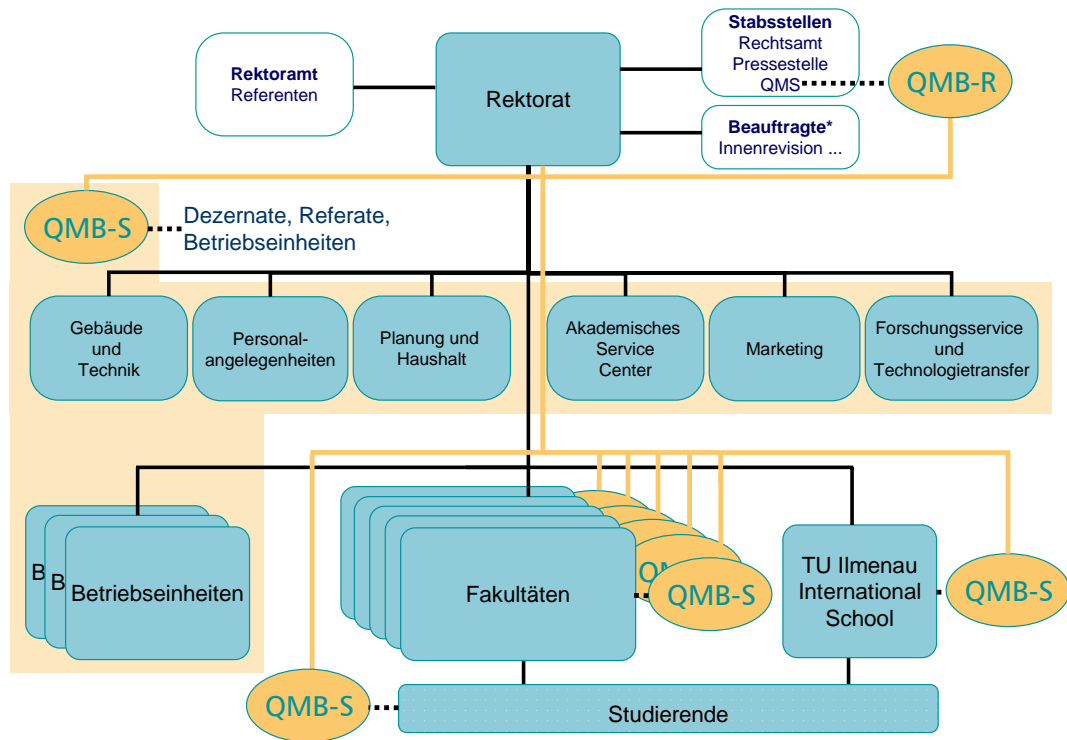 Rektoramt
Referenten
Rektorat
Stabsstellen
Rechtsamt
Pressestelle
QMS
QMB-R
Beauftragte*
Innenrevision ...
QMB-S
Dezernate, Referate,
Betriebseinheiten
Gebäude
und
Technik
Personal-
angelegenheiten
Planung und
Haushalt
Akademisches
Service
Center
Marketing
Forschungsservice
und
Technologietransfer
B
B
Betriebseinheiten
Fakultäten
QM
QMB-S
TU Ilmenau
International
School
QMB-S
QMB-S
Studierende